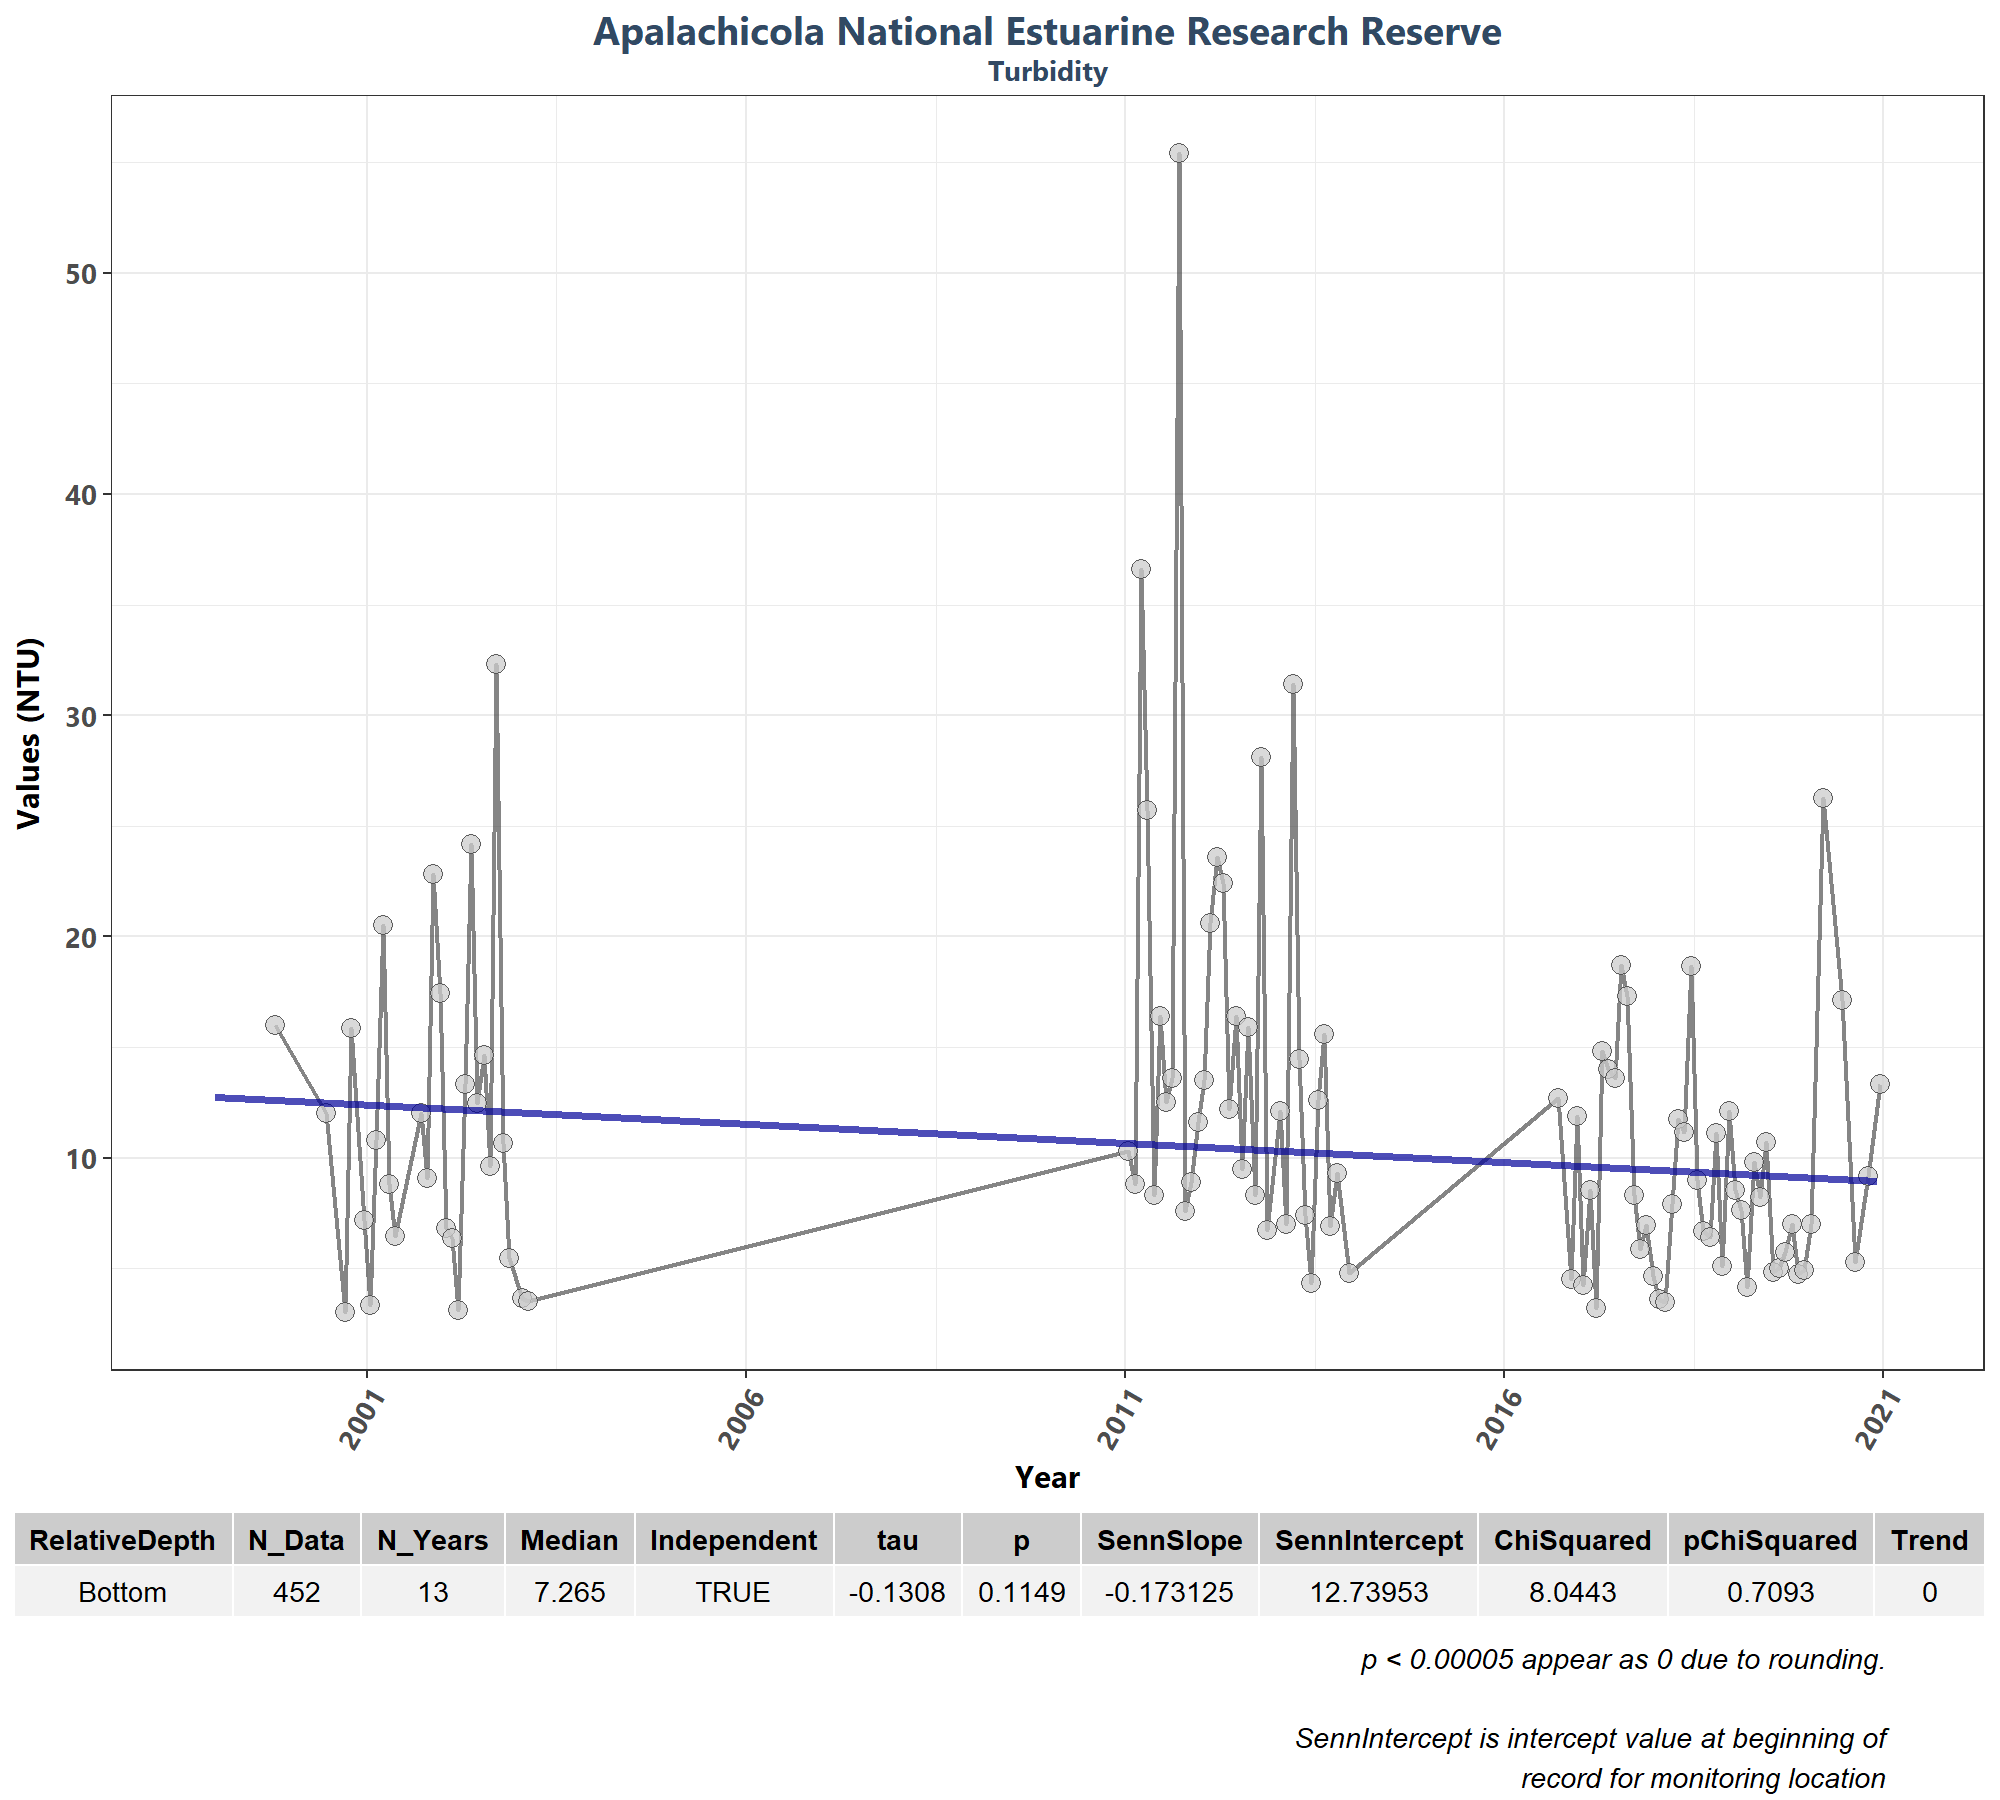 Apalachicola National Estuarine Research Reserve
Turbidity
50
40
30
20
10
Values (NTU)
2001
2006
2011
2016
2021
Year
RelativeDepth N_Data N_Years Median Independent tau p SennSlope SennIntercept ChiSquared pChiSquared Trend
Bottom 452 13 7.265 TRUE -0.1308 0.1149 -0.173125 12.73953 8.0443 0.7093 0
p < 0.00005 appear as 0 due to rounding.
SennIntercept is intercept value at beginning of
record for monitoring location